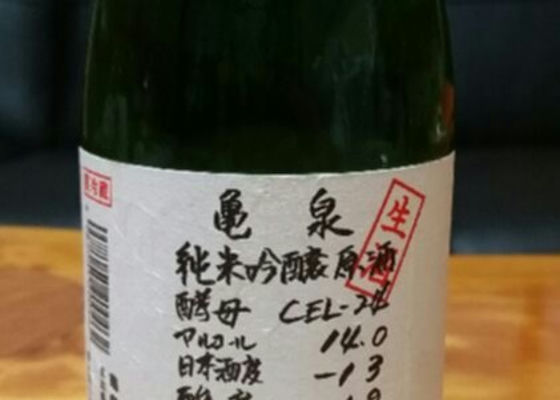 亀泉
生酒
純米吟醸原酒
酵母 CEL-24
アルコール 14.0
日本酒度 -13